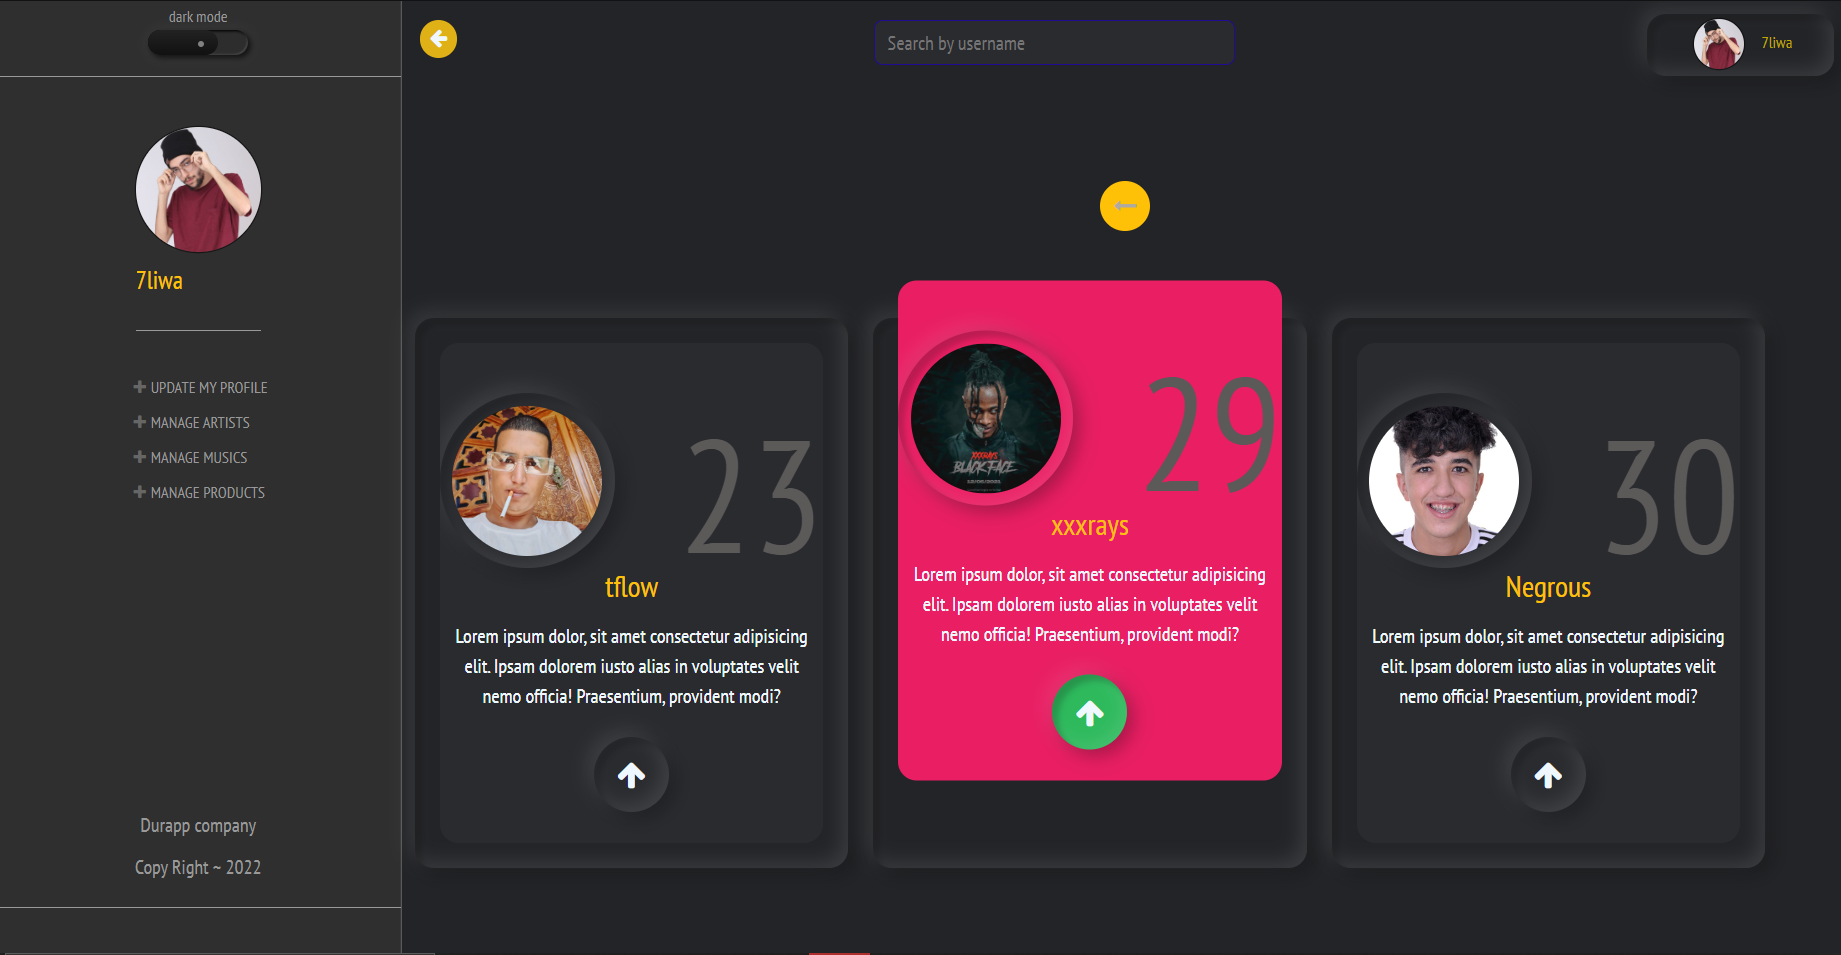 dark mode
Search by username
7liwa
7liwa
UPDATE MY PROFILE
MANAGE ARTISTS
MANAGE MUSICS
MANAGE PRODUCTS
Durapp company
Copy Right ~ 2022
23
tflow
Lorem ipsum dolor, sit amet consectetur adipisicing
elit. Ipsam dolorem iusto alias in voluptates velit
nemo officia! Praesentium, provident modi?
29
XXXRAYS
BLACK FACE
xxxrays
Lorem ipsum dolor, sit amet consectetur adipisicing
elit. Ipsam dolorem iusto alias in voluptates velit
nemo officia! Praesentium, provident modi?
30
Negrous
Lorem ipsum dolor, sit amet consectetur adipisicing
elit. Ipsam dolorem iusto alias in voluptates velit
nemo officia! Praesentium, provident modi?